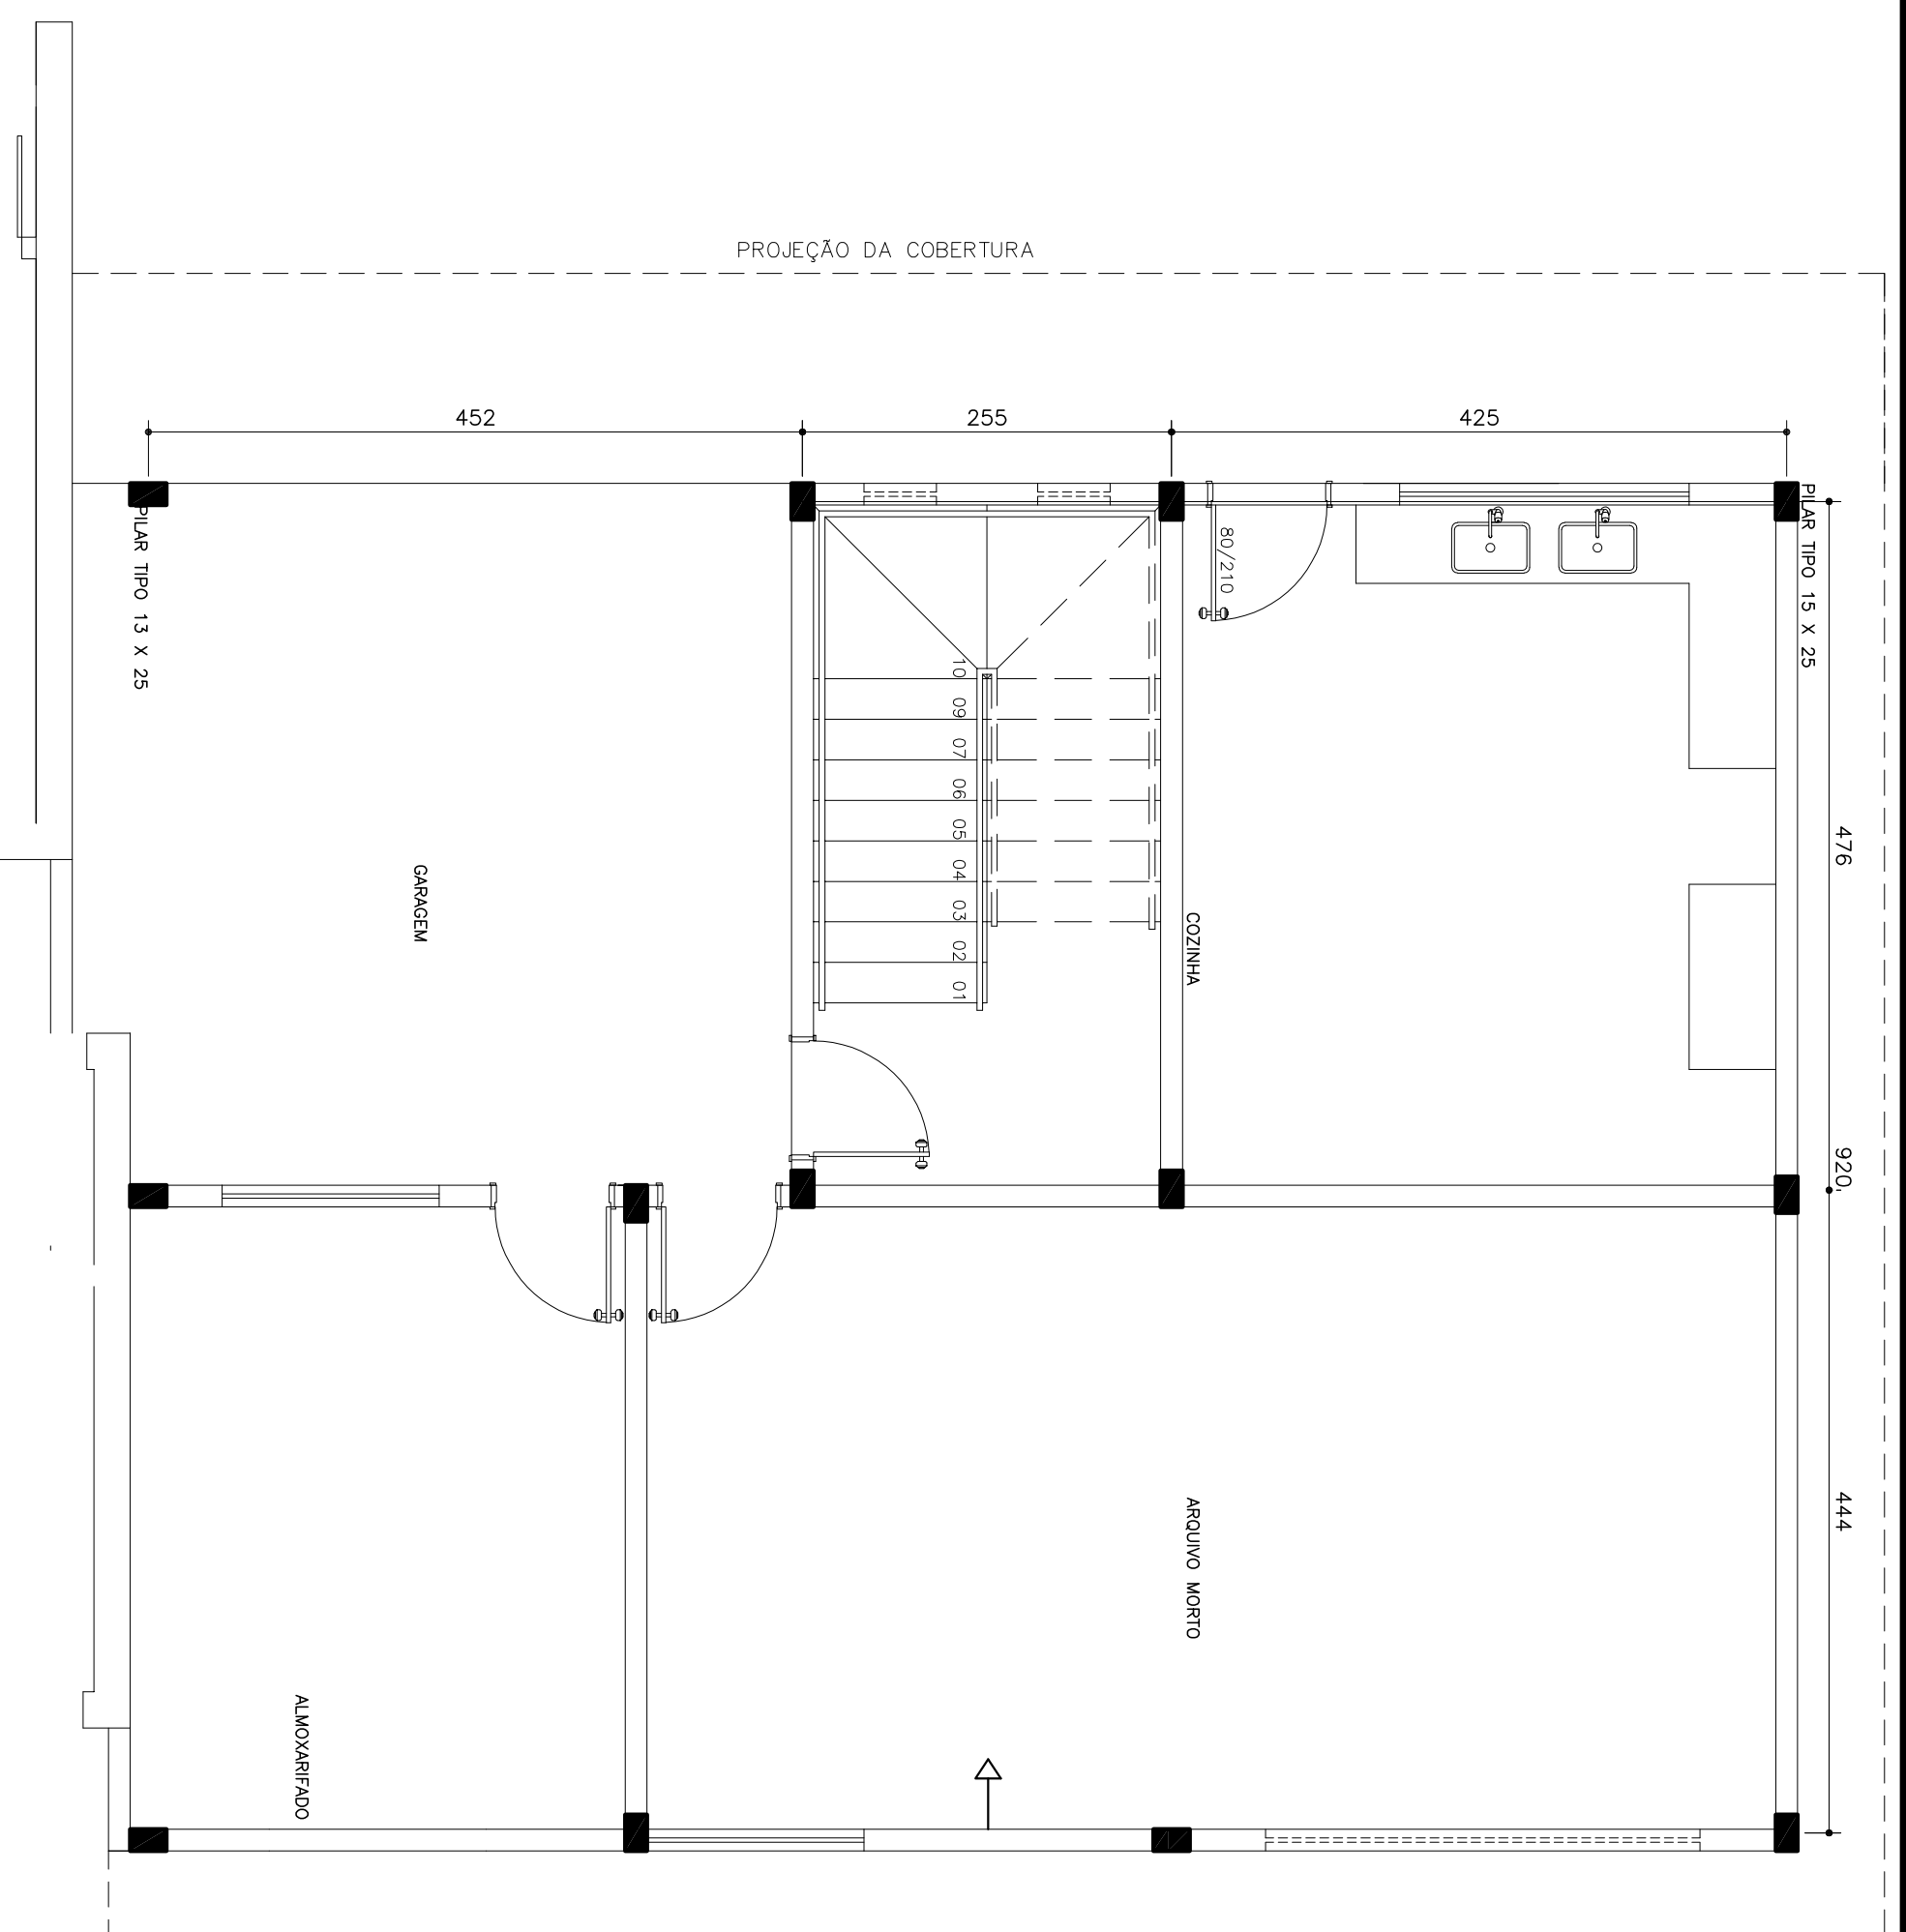 PROJEÇÃO DA COBERTURA
452
255
425
PILAR TIPO 13 X 25
PILAR TIPO 15 X 25
80/210
10
09
07
06
05
04
03
02
01
476
GARAGEM
COZINHA
920,
444
ARQUIVO MORTO
ALMOXARIFADO